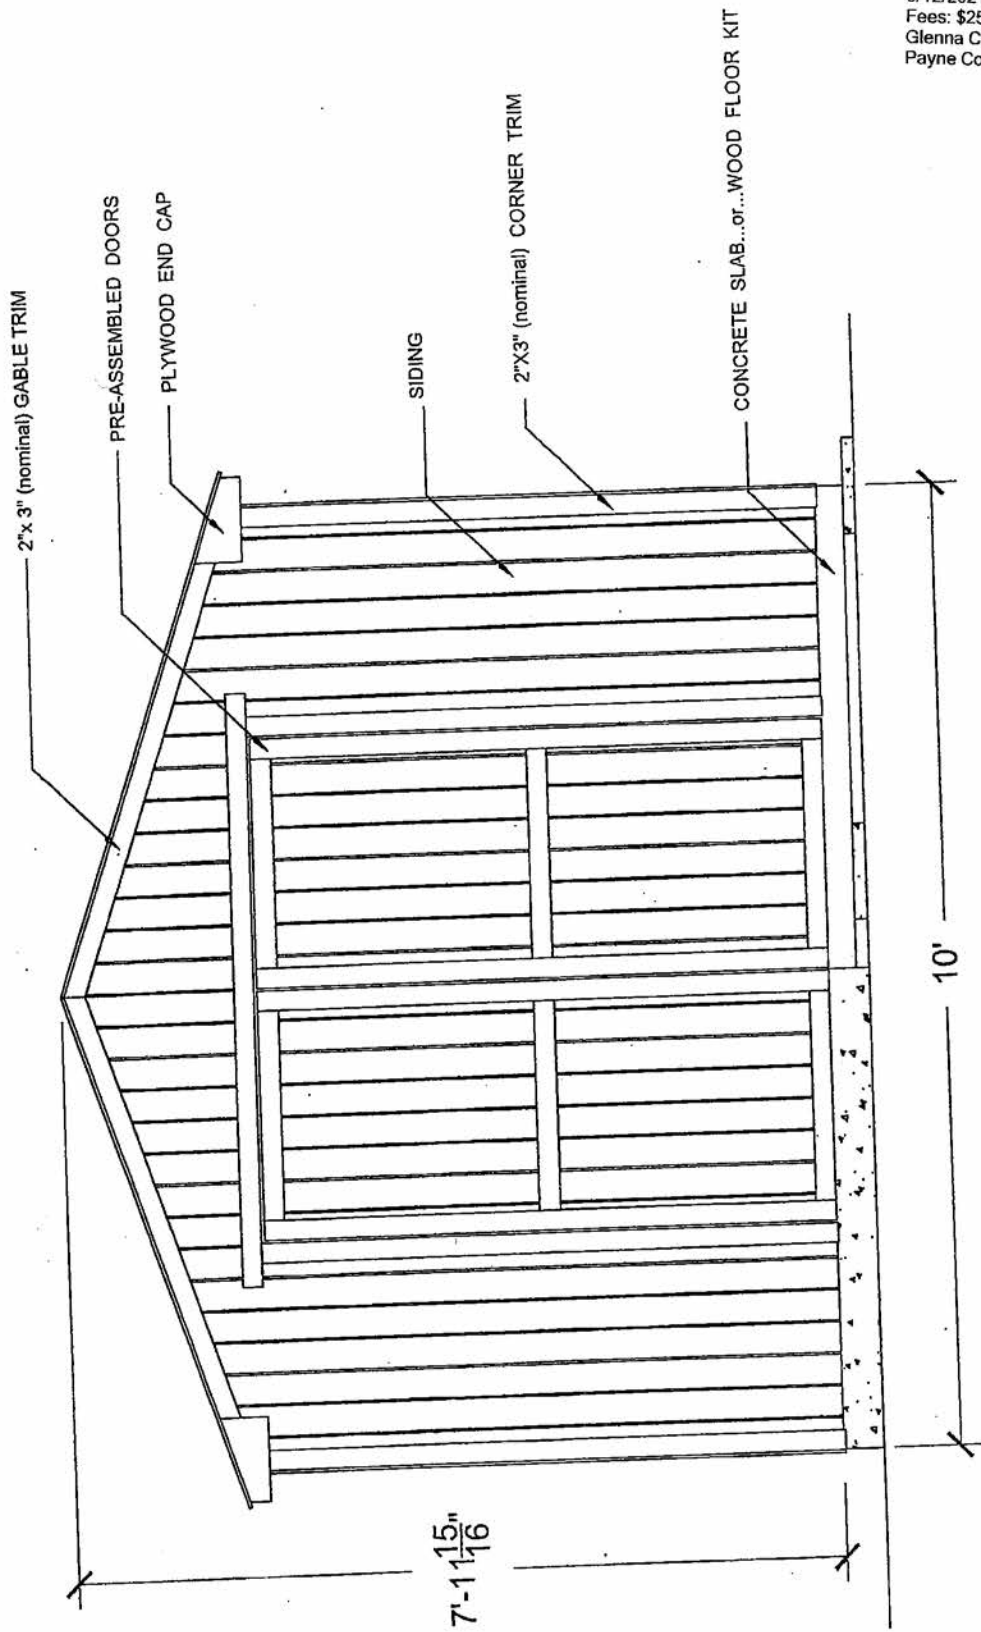 Fees: $25
Glenna C
Payne Co
2"x 3" (nominal) GABLE TRIM
PRE-ASSEMBLED DOORS
PLYWOOD END CAP
SIDING
2"X3" (nominal) CORNER TRIM
CONCRETE SLAB...or...WOOD FLOOR KIT
7'-11 15/16"
10'